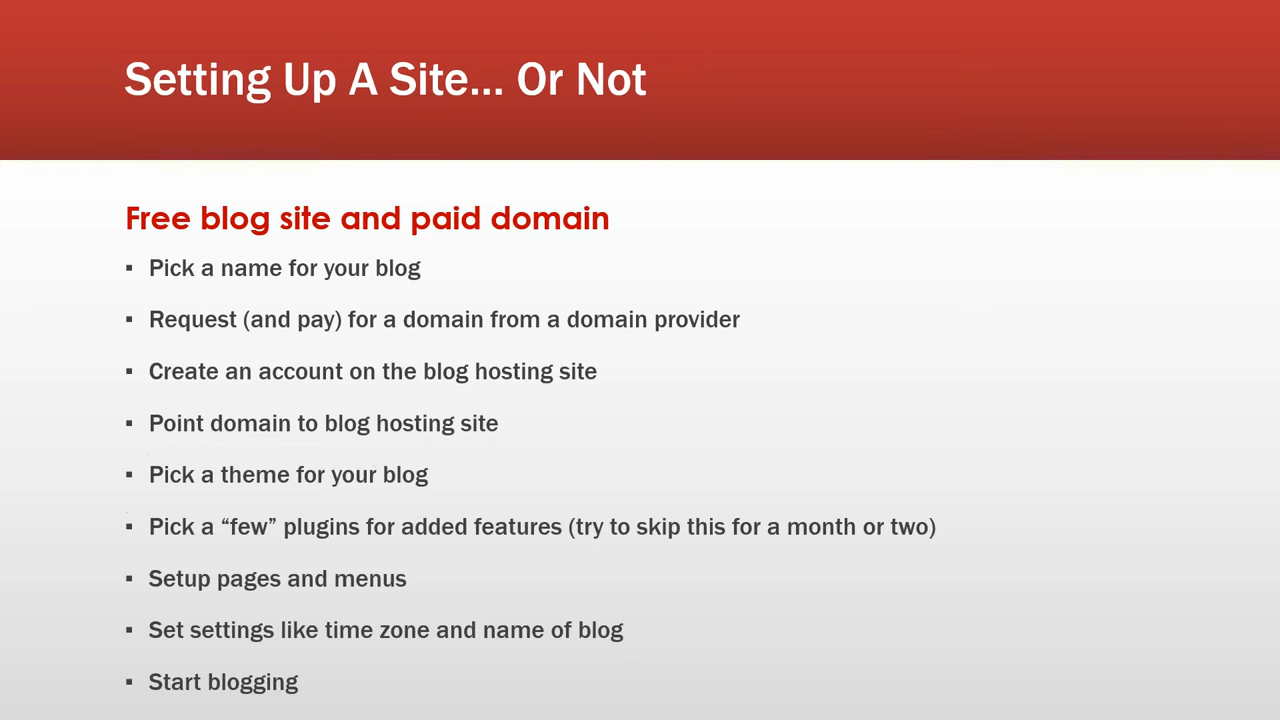 Setting Up A Site... Or Not
Free blog site and paid domain
▪ Pick a name for your blog
▪ Request (and pay) for a domain from a domain provider
▪ Create an account on the blog hosting site
▪ Point domain to blog hosting site
▪ Pick a theme for your blog
▪ Pick a “few” plugins for added features (try to skip this for a month or two)
▪ Setup pages and menus
▪ Set settings like time zone and name of blog
▪ Start blogging